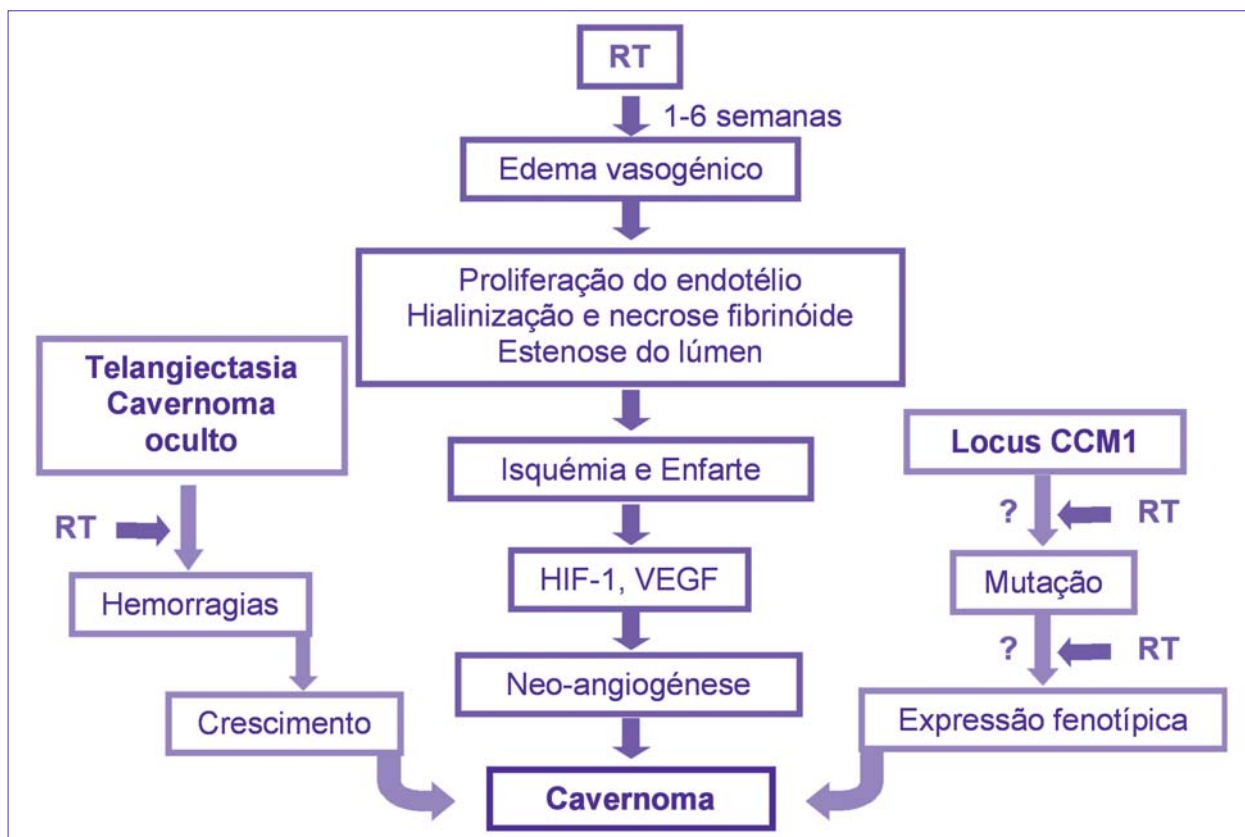 RT
1-6 semanas
Edema vasogénico
Proliferação do endotélio
Hialinização e necrose fibrinóide
Estenose do lúmen
Isquémia e Enfarte
HIF-1, VEGF
Neo-angiogénese
Cavernoma
Telangiectasia
Cavernoma
oculto
RT
Hemorragias
Crescimento
Locus CCM1
? RT
Mutação
? RT
Expressão fenotípica